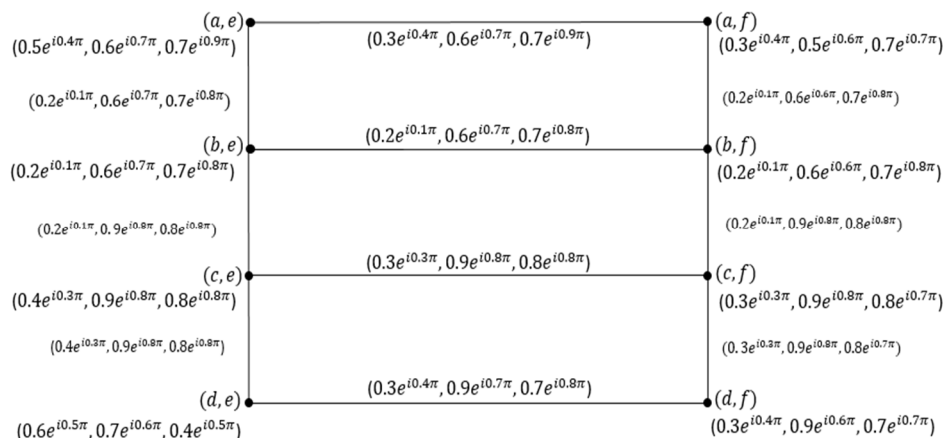 (a, e) (a, f)
(0.5e^{i0.4π}, 0.6e^{i0.7π}, 0.7e^{i0.9π}) (0.3e^{i0.4π}, 0.6e^{i0.7π}, 0.7e^{i0.9π}) (0.3e^{i0.4π}, 0.5e^{i0.6π}, 0.7e^{i0.7π})
(0.2e^{i0.1π}, 0.6e^{i0.7π}, 0.7e^{i0.8π}) (0.2e^{i0.1π}, 0.6e^{i0.6π}, 0.7e^{i0.8π})
(b, e) (0.2e^{i0.1π}, 0.6e^{i0.7π}, 0.7e^{i0.8π}) (b, f)
(0.2e^{i0.1π}, 0.6e^{i0.7π}, 0.7e^{i0.8π}) (0.2e^{i0.1π}, 0.6e^{i0.6π}, 0.7e^{i0.8π})
(0.2e^{i0.1π}, 0.9e^{i0.8π}, 0.8e^{i0.8π}) (0.2e^{i0.1π}, 0.9e^{i0.8π}, 0.8e^{i0.8π})
(c, e) (0.3e^{i0.3π}, 0.9e^{i0.8π}, 0.8e^{i0.8π}) (c, f)
(0.4e^{i0.3π}, 0.9e^{i0.8π}, 0.8e^{i0.8π}) (0.3e^{i0.3π}, 0.9e^{i0.8π}, 0.8e^{i0.7π})
(0.4e^{i0.3π}, 0.9e^{i0.8π}, 0.8e^{i0.8π}) (0.3e^{i0.3π}, 0.9e^{i0.8π}, 0.8e^{i0.7π})
(d, e) (0.3e^{i0.4π}, 0.9e^{i0.7π}, 0.7e^{i0.8π}) (d, f)
(0.6e^{i0.5π}, 0.7e^{i0.6π}, 0.4e^{i0.5π}) (0.3e^{i0.4π}, 0.9e^{i0.6π}, 0.7e^{i0.7π})